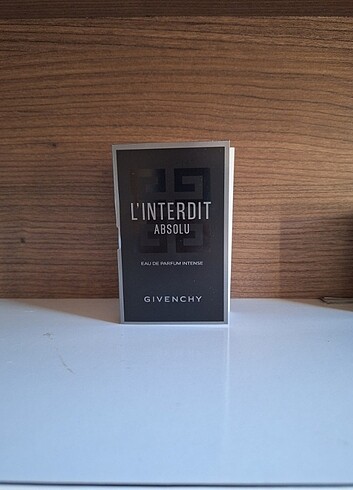 L'INTERDIT
ABSOLU
EAU DE PARFUM INTENSE
GIVENCHY